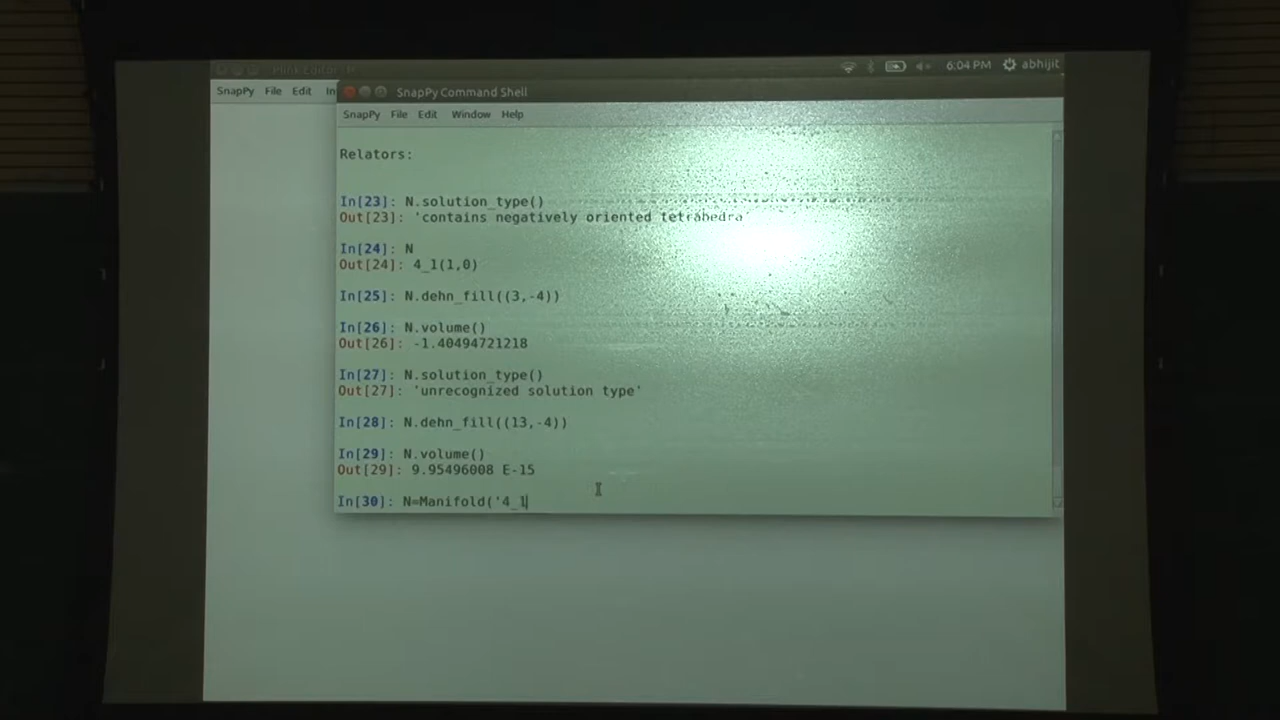 6:04 PM abhijit
SnapPy File Edit In
SnapPy Command Shell
SnapPy File Edit Window Help
Relators:
In[23]: N.solution_type()
Out[23]: 'contains negatively oriented tetrahedra'
In[24]: N
Out[24]: 4_1(1,0)
In[25]: N.dehn_fill((3,-4))
In[26]: N.volume()
Out[26]: -1.40494721218
In[27]: N.solution_type()
Out[27]: 'unrecognized solution type'
In[28]: N.dehn_fill((13,-4))
In[29]: N.volume()
Out[29]: 9.95496008 E-15
In[30]: N=Manifold('4_1